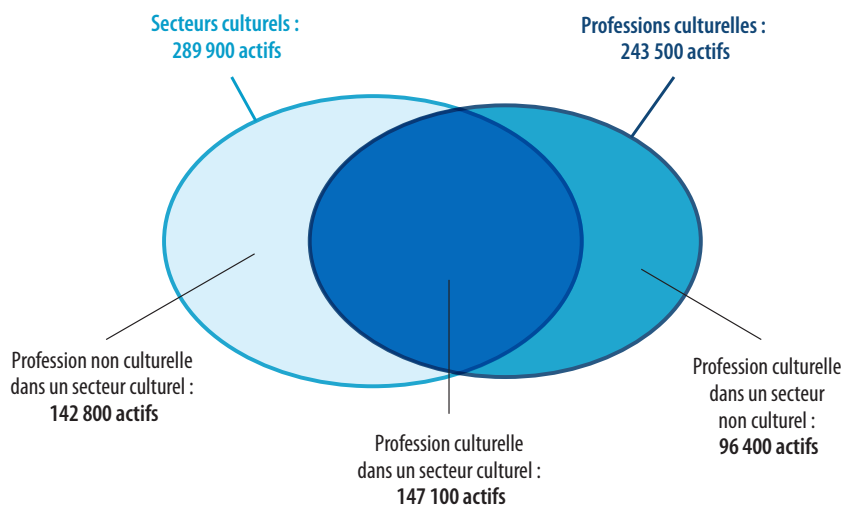 Secteurs culturels :
289 900 actifs
Professions culturelles :
243 500 actifs
Profession non culturelle
dans un secteur culturel :
142 800 actifs
Profession culturelle
dans un secteur culturel :
147 100 actifs
Profession culturelle
dans un secteur
non culturel :
96 400 actifs